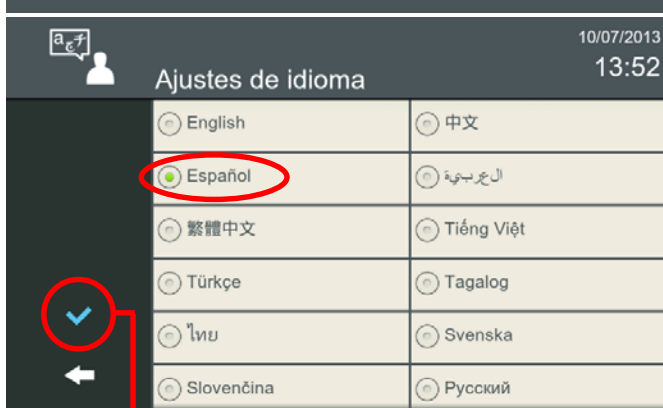 10/07/2013
Ajustes de idioma
13:52
English
中文
Español
العربية
繁體中文
Tiếng Việt
Türkçe
Tagalog
ไทย
Svenska
Slovenčina
Русский